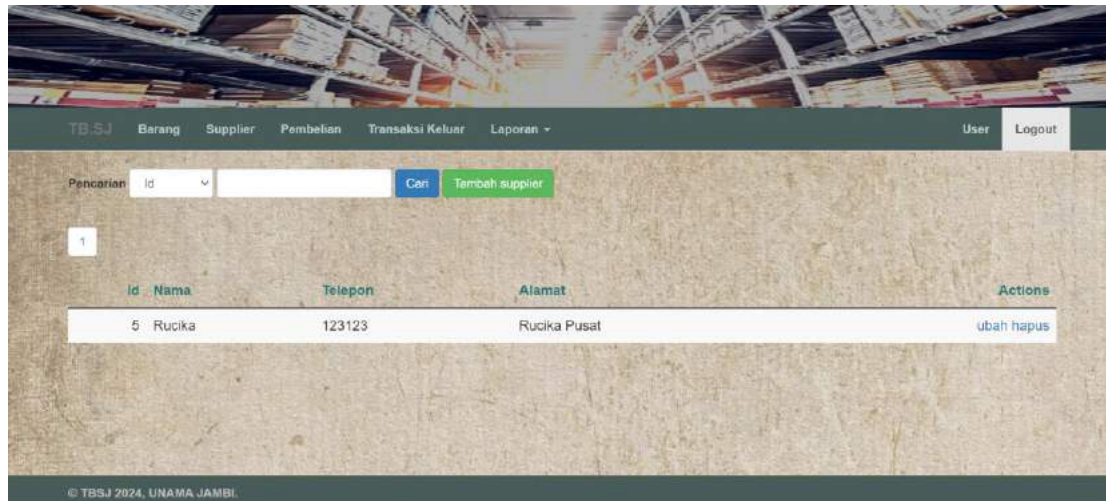 TB.SJ Barang Supplier Pembelian Transaksi Keluar Laporan User Logout
Pencarian Id Cari Tambah supplier
1
Id Nama Telepon Alamat Actions
5 Rucika 123123 Rucika Pusat ubah hapus
© TBSJ 2024, UNAMA JAMBI.